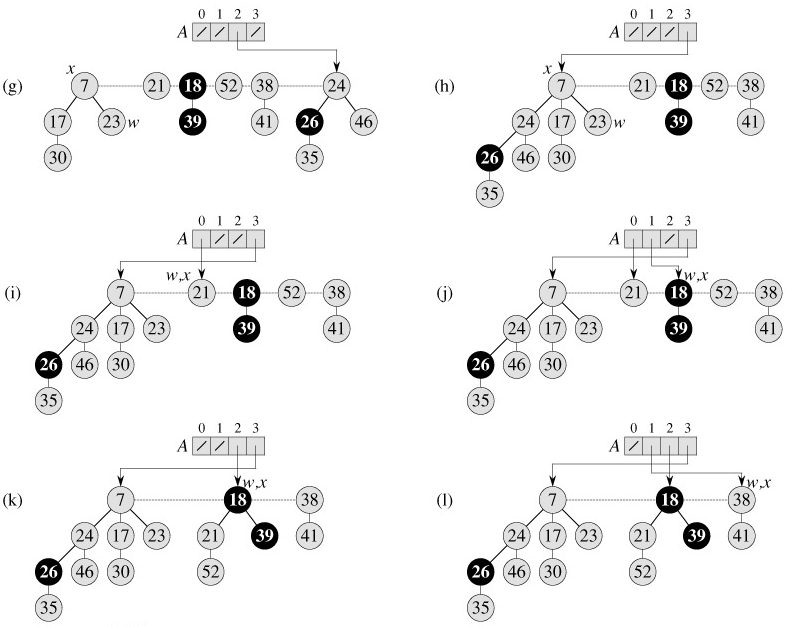 0 1 2 3
A
(g)
x
7 21 18 52 38 24
17 23 w 39 41 26 46
30 35
0 1 2 3
A
(h)
x
7 21 18 52 38
24 17 23 w 39 41
26 46 30
35
0 1 2 3
A
(i)
w,x
7 21 18 52 38
24 17 23 39 41
26 46 30
35
0 1 2 3
A
(j)
w,x
7 21 18 52 38
24 17 23 39 41
26 46 30
35
0 1 2 3
A
(k)
w,x
7 18 38
24 17 23 21 39 41
26 46 30 52
35
0 1 2 3
A
(l)
w,x
7 18 38
24 17 23 21 39 41
26 46 30 52
35